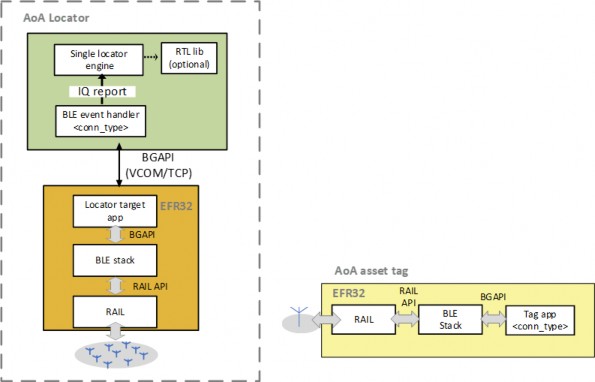 AoA Locator
Single locator
engine
RTL lib
(optional)
IQ report
BLE event handler
<conn_type>
BGAPI
(VCOM/TCP)
EFR32
Locator target
app
BGAPI
BLE stack
RAIL API
RAIL
AoA asset tag
EFR32
RAIL
API
BGAPI
RAIL
BLE
Stack
Tag app
<conn_type>